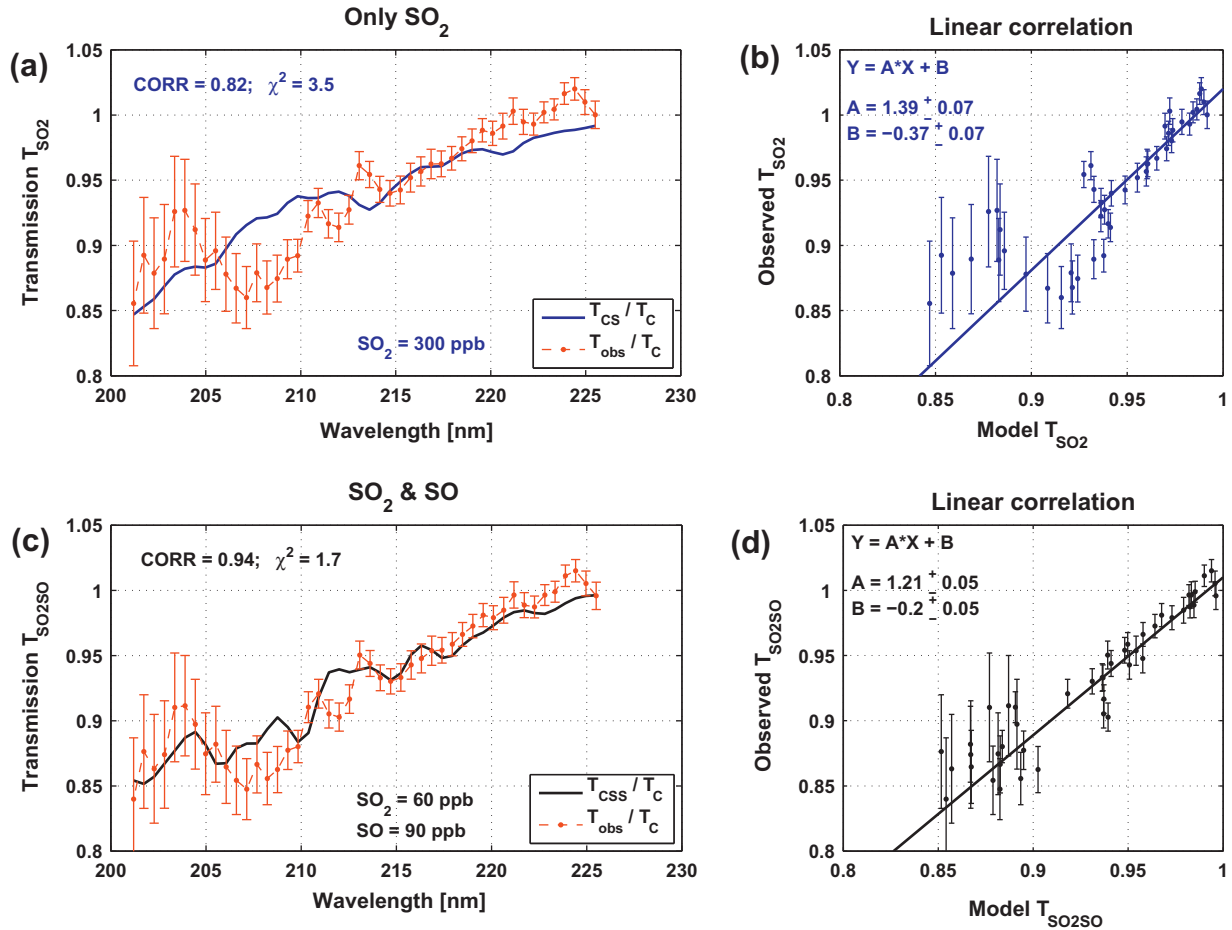 Only SO2
(a)
CORR = 0.82; χ2 = 3.5
Transmission TSO2
1.05
1
0.95
0.9
0.85
0.8
SO2 = 300 ppb
TCS / TC
Tobs / TC
200 205 210 215 220 225 230
Wavelength [nm]
Linear correlation
(b)
Y = A*X + B
A = 1.39 +- 0.07
B = −0.37 +- 0.07
Observed TSO2
1.05
1
0.95
0.9
0.85
0.8
0.8 0.85 0.9 0.95 1
Model TSO2
SO2 & SO
(c)
CORR = 0.94; χ2 = 1.7
Transmission TSO2SO
1.05
1
0.95
0.9
0.85
0.8
SO2 = 60 ppb
SO = 90 ppb
TCSS / TC
Tobs / TC
200 205 210 215 220 225 230
Wavelength [nm]
Linear correlation
(d)
Y = A*X + B
A = 1.21 +- 0.05
B = −0.2 +- 0.05
Observed TSO2SO
1.05
1
0.95
0.9
0.85
0.8
0.8 0.85 0.9 0.95 1
Model TSO2SO